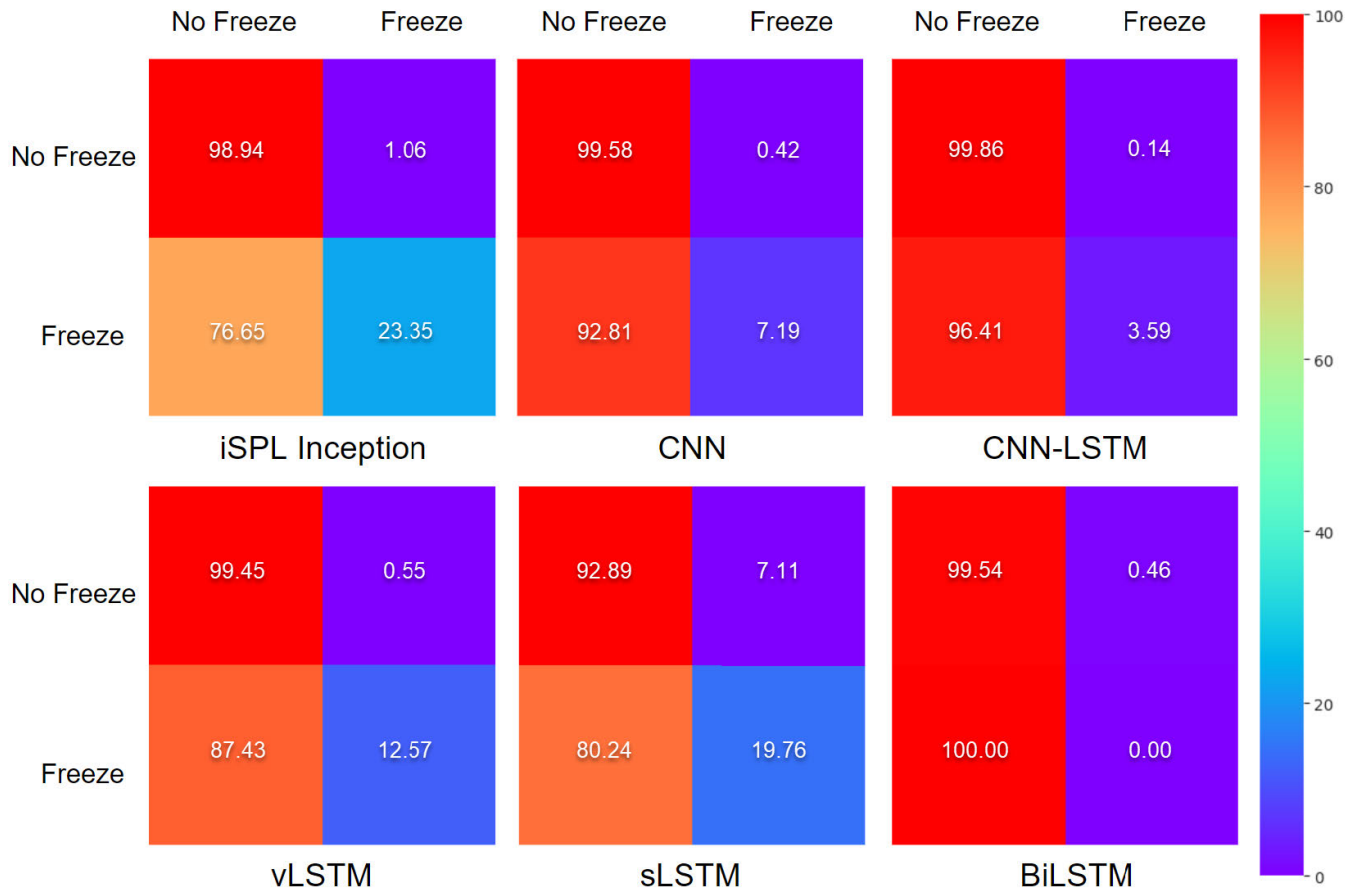 No Freeze Freeze No Freeze Freeze No Freeze Freeze 100
No Freeze 98.94 1.06 99.58 0.42 99.86 0.14
80
Freeze 76.65 23.35 92.81 7.19 96.41 3.59
60
iSPL Inception CNN CNN-LSTM
40
No Freeze 99.45 0.55 92.89 7.11 99.54 0.46
20
Freeze 87.43 12.57 80.24 19.76 100.00 0.00
vLSTM sLSTM BiLSTM 0